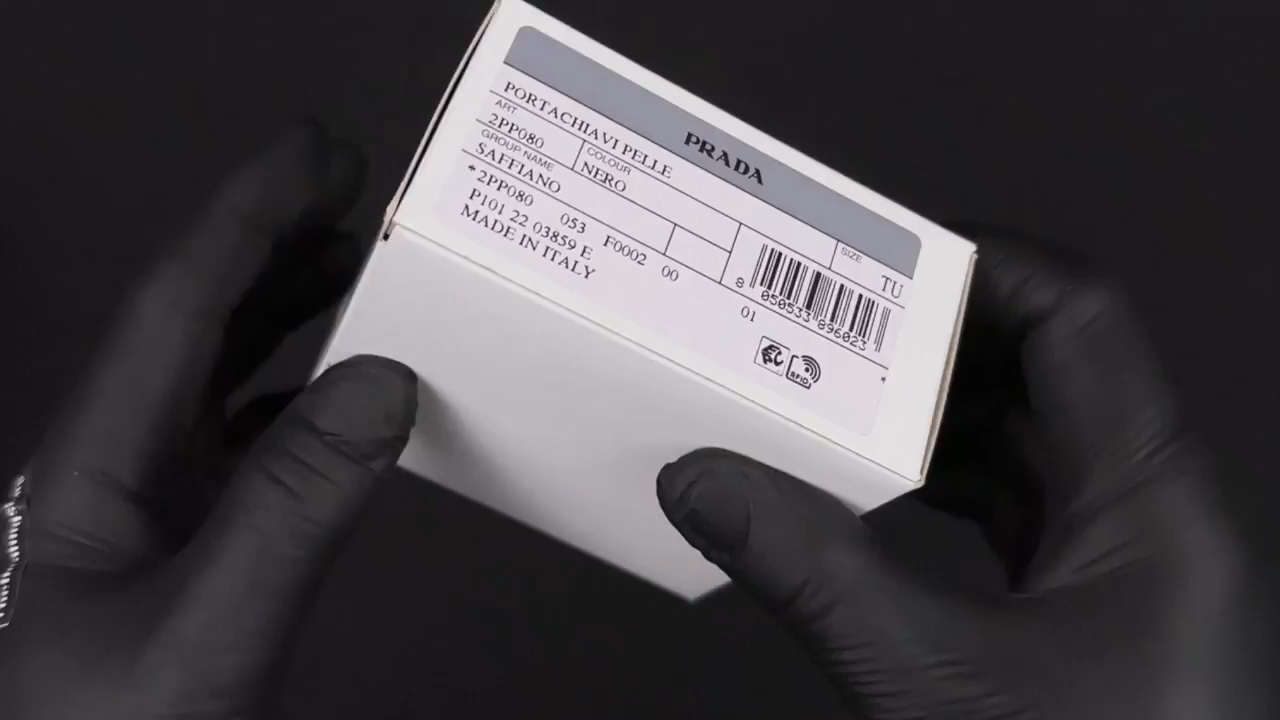 PRADA
PORTACHIAVI PELLE
SIZE
TU
ART
2PP080
COLOUR
NERO
GROUP NAME
SAFFIANO
*2PP080 053 F0002 00 01
P101 22 03859 E
MADE IN ITALY
8 050533 896023
RFID